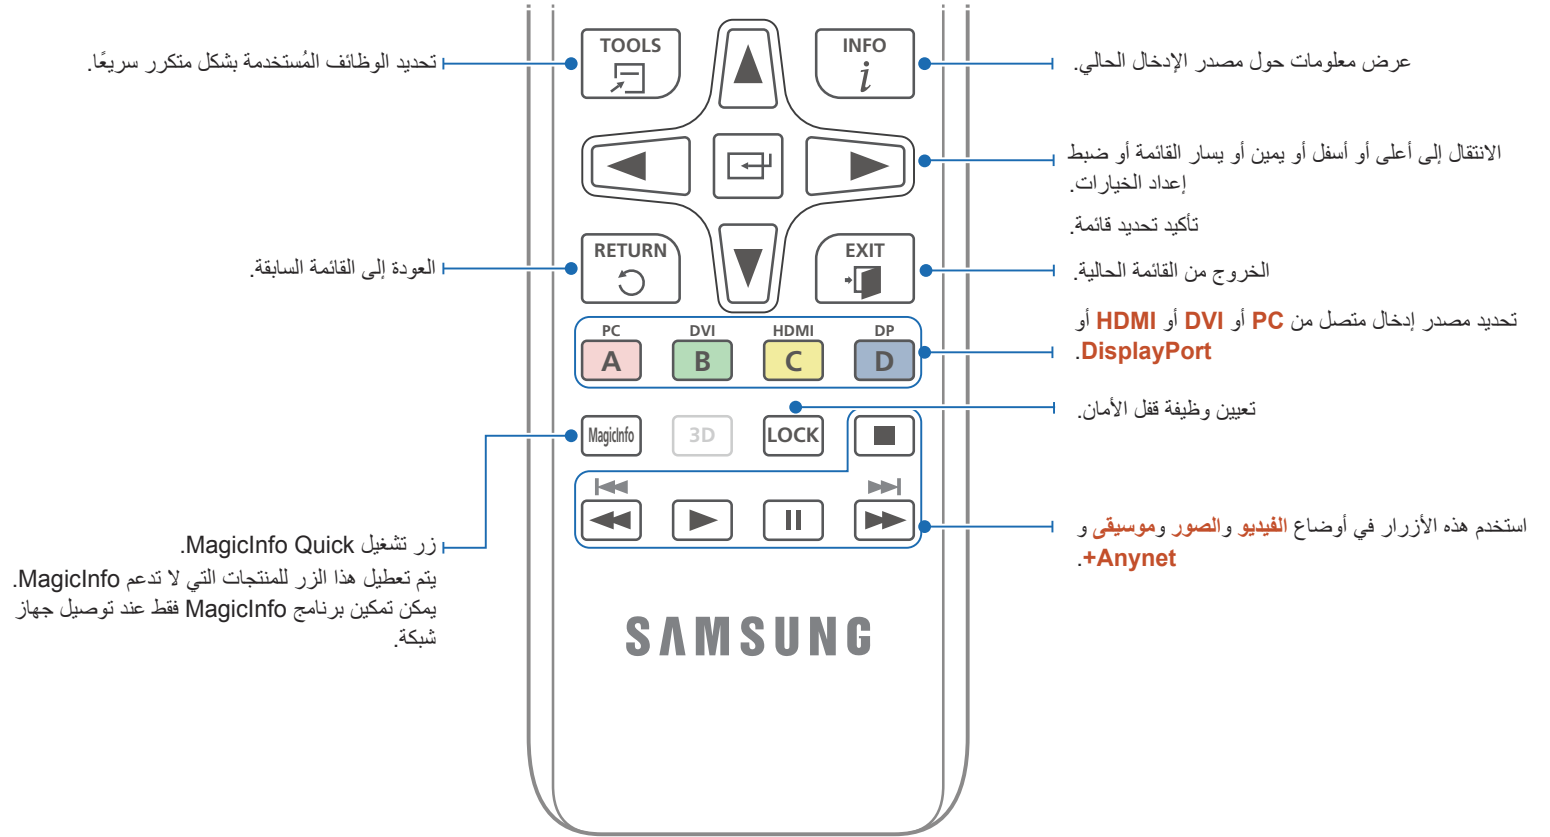 TOOLS
INFO
تحديد الوظائف المُستخدمة بشكل متكرر سريعًا.
عرض معلومات حول مصدر الإدخال الحالي.
الانتقال إلى أعلى أو أسفل أو يمين أو يسار القائمة أو ضبط
إعداد الخيارات.
تأكيد تحديد قائمة.
RETURN
EXIT
العودة إلى القائمة السابقة.
الخروج من القائمة الحالية.
PC DVI HDMI DP
A B C D
تحديد مصدر إدخال متصل من PC أو DVI أو HDMI أو
DisplayPort.
تعيين وظيفة قفل الأمان.
MagicInfo 3D LOCK
استخدم هذه الأزرار في أوضاع الفيديو والصور وموسيقى و
Anynet+.
زر تشغيل MagicInfo Quick.
يتم تعطيل هذا الزر للمنتجات التي لا تدعم MagicInfo.
يمكن تمكين برنامج MagicInfo فقط عند توصيل جهاز
شبكة.
SAMSUNG